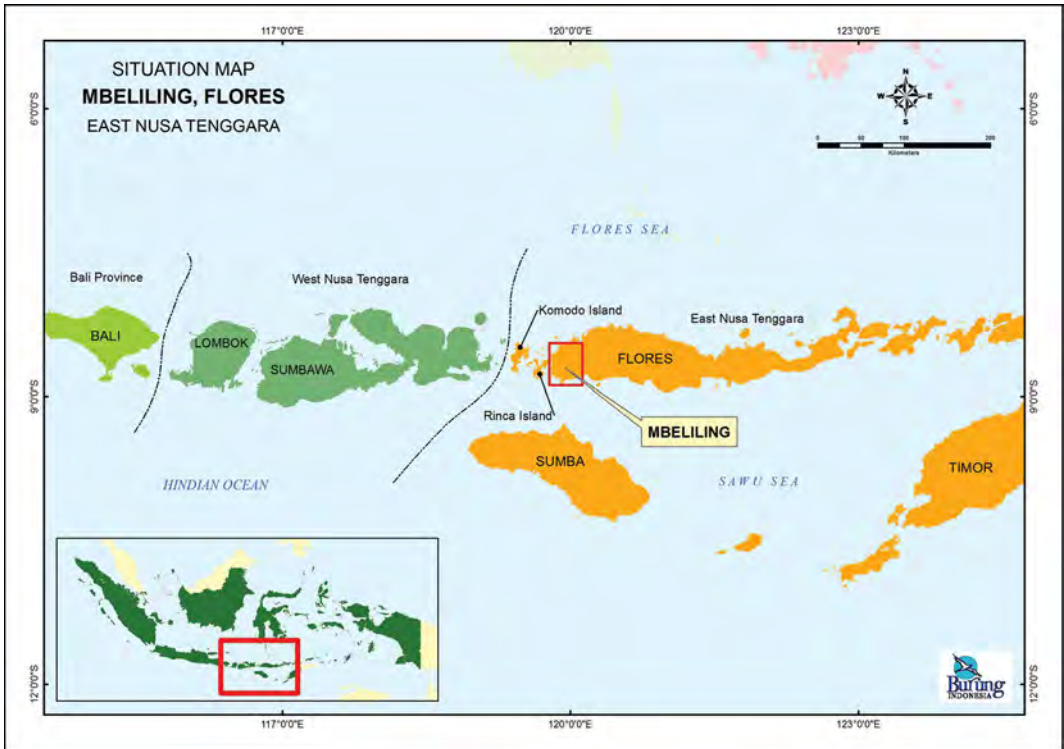 117°0'0"E
120°0'0"E
123°0'0"E
SITUATION MAP
MBELILING, FLORES
EAST NUSA TENGGARA
N
W
E
S
0 50 100 200
Kilometers
6°0'0"S
6°0'0"S
FLORES SEA
Bali Province
West Nusa Tenggara
Komodo Island
East Nusa Tenggara
BALI
LOMBOK
SUMBAWA
FLORES
9°0'0"S
9°0'0"S
Rinca Island
MBELILING
SUMBA
TIMOR
HINDIAN OCEAN
SAWU SEA
Burung
INDONESIA
12°0'0"S
12°0'0"S
117°0'0"E
120°0'0"E
123°0'0"E